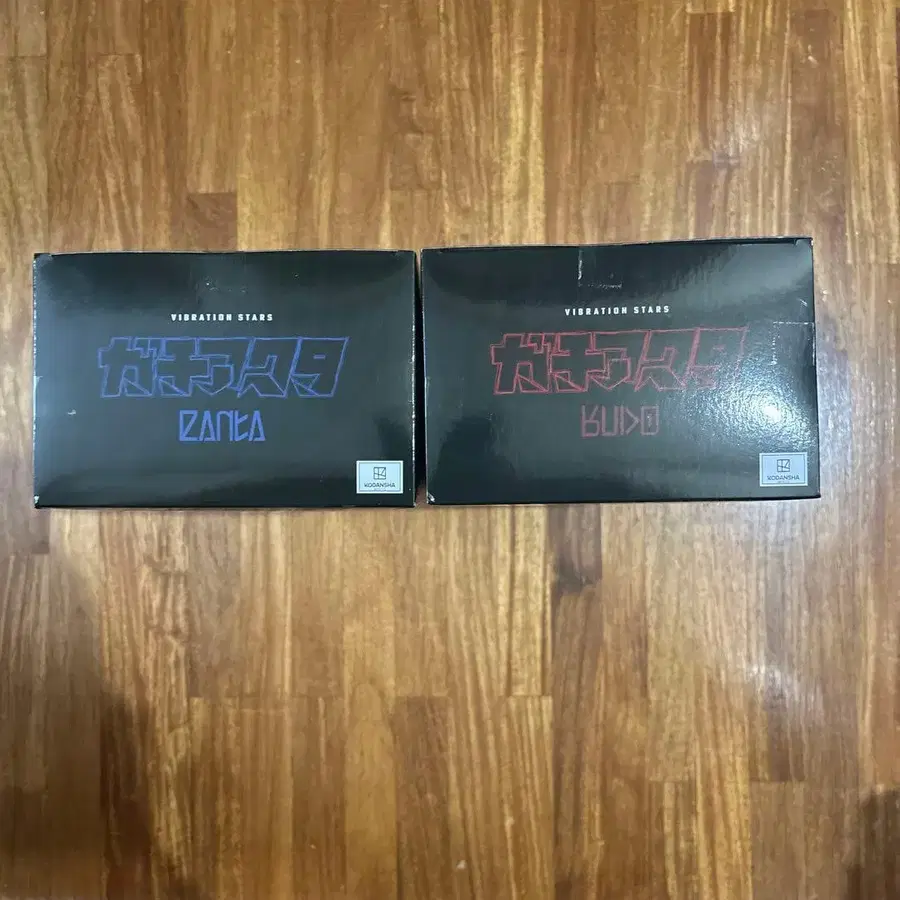 VIBRATION STARS
ガチアクタ
ZANKA
KODANSHA
VIBRATION STARS
ガチアクタ
RUDO
KODANSHA